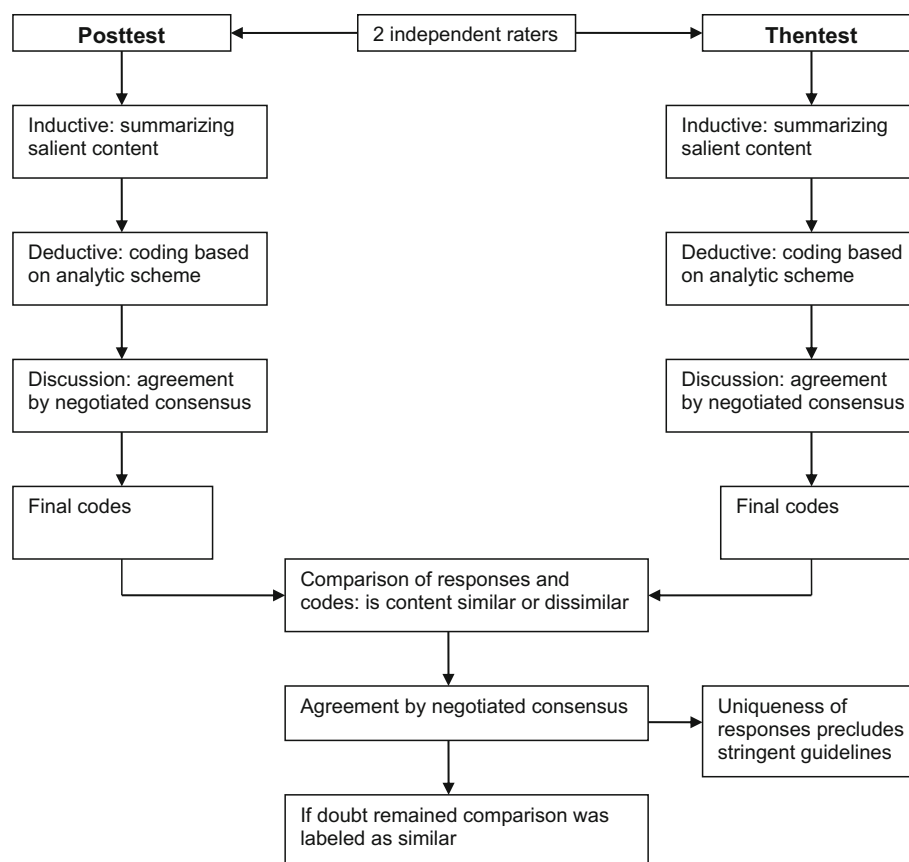 Posttest
2 independent raters
Thentest
Inductive: summarizing
salient content
Inductive: summarizing
salient content
Deductive: coding based
on analytic scheme
Deductive: coding based
on analytic scheme
Discussion: agreement
by negotiated consensus
Discussion: agreement
by negotiated consensus
Final codes
Final codes
Comparison of responses and
codes: is content similar or dissimilar
Agreement by negotiated consensus
Uniqueness of
responses precludes
stringent guidelines
If doubt remained comparison was
labeled as similar